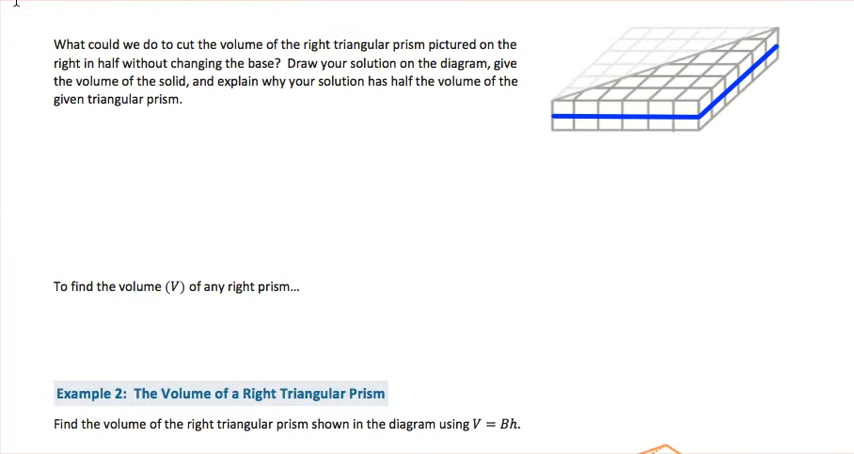 What could we do to cut the volume of the right triangular prism pictured on the
right in half without changing the base? Draw your solution on the diagram, give
the volume of the solid, and explain why your solution has half the volume of the
given triangular prism.
To find the volume (V) of any right prism...
Example 2: The Volume of a Right Triangular Prism
Find the volume of the right triangular prism shown in the diagram using V = Bh.